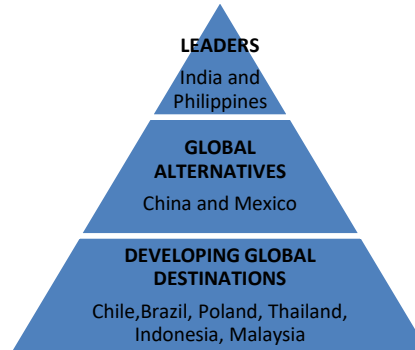 LEADERS
India and
Philippines
GLOBAL
ALTERNATIVES
China and Mexico
DEVELOPING GLOBAL
DESTINATIONS
Chile,Brazil, Poland, Thailand,
Indonesia, Malaysia